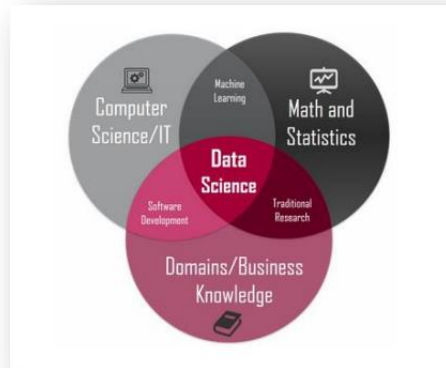 Machine
Learning
Computer
Science/IT
Math and
Statistics
Data
Science
Software
Development
Traditional
Research
Domains/Business
Knowledge